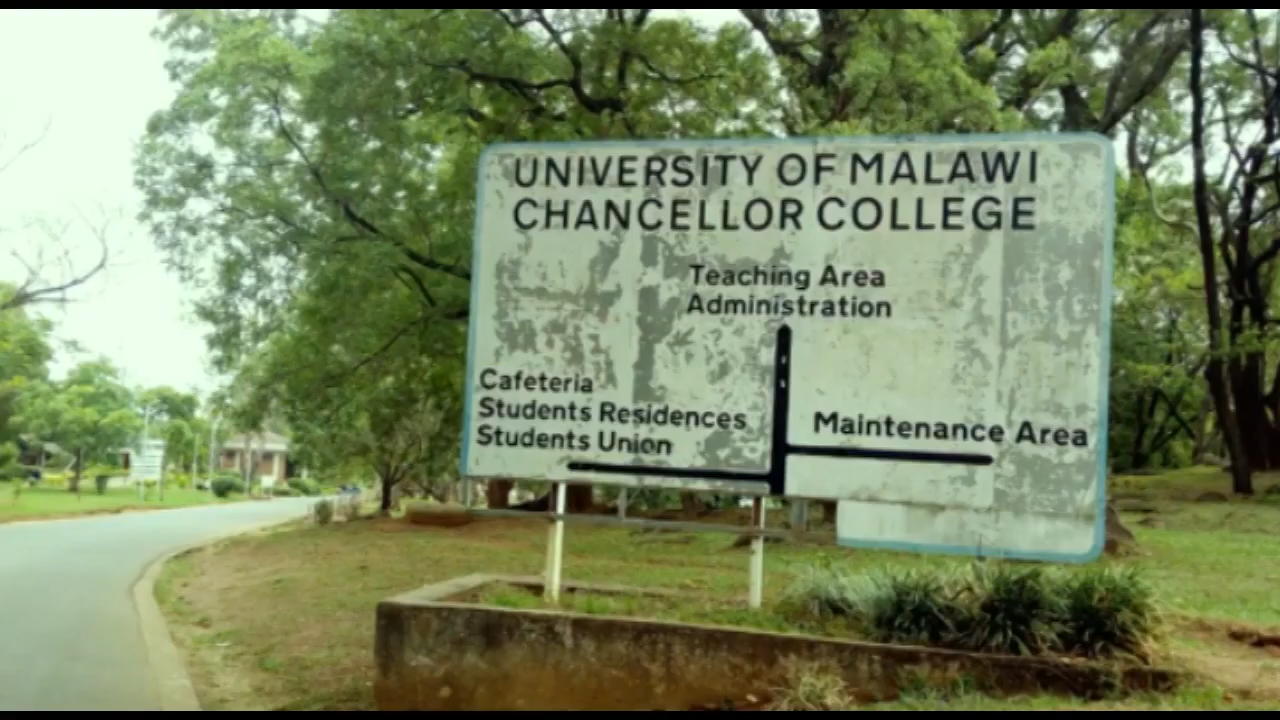 UNIVERSITY OF MALAWI
CHANCELLOR COLLEGE
Teaching Area
Administration
Cafeteria
Students Residences
Students Union
Maintenance Area